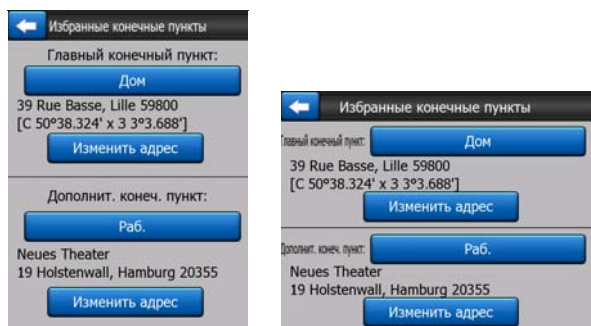 Избранные конечные пункты
Главный конечный пункт:
Дом
39 Rue Basse, Lille 59800
[С 50°38.324' x З 3°3.688']
Изменить адрес
Дополнит. конеч. пункт:
Раб.
Neues Theater
19 Holstenwall, Hamburg 20355
Изменить адрес
Избранные конечные пункты
Главный конечный пункт: Дом
39 Rue Basse, Lille 59800
[С 50°38.324' x З 3°3.688']
Изменить адрес
Дополнит. конеч. пункт: Раб.
Neues Theater
19 Holstenwall, Hamburg 20355
Изменить адрес